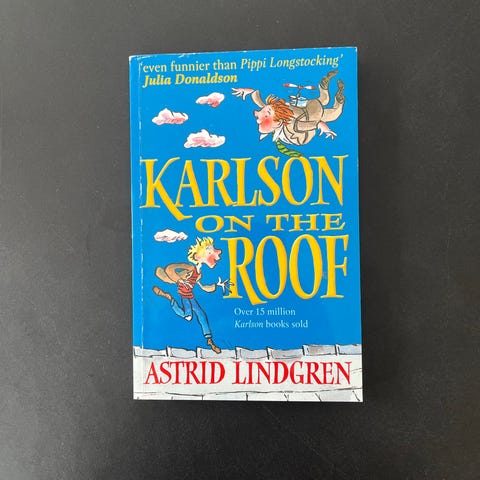 'even funnier than Pippi Longstocking'
Julia Donaldson
KARLSON
ON THE
ROOF
Over 15 million
Karlson books sold
ASTRID LINDGREN